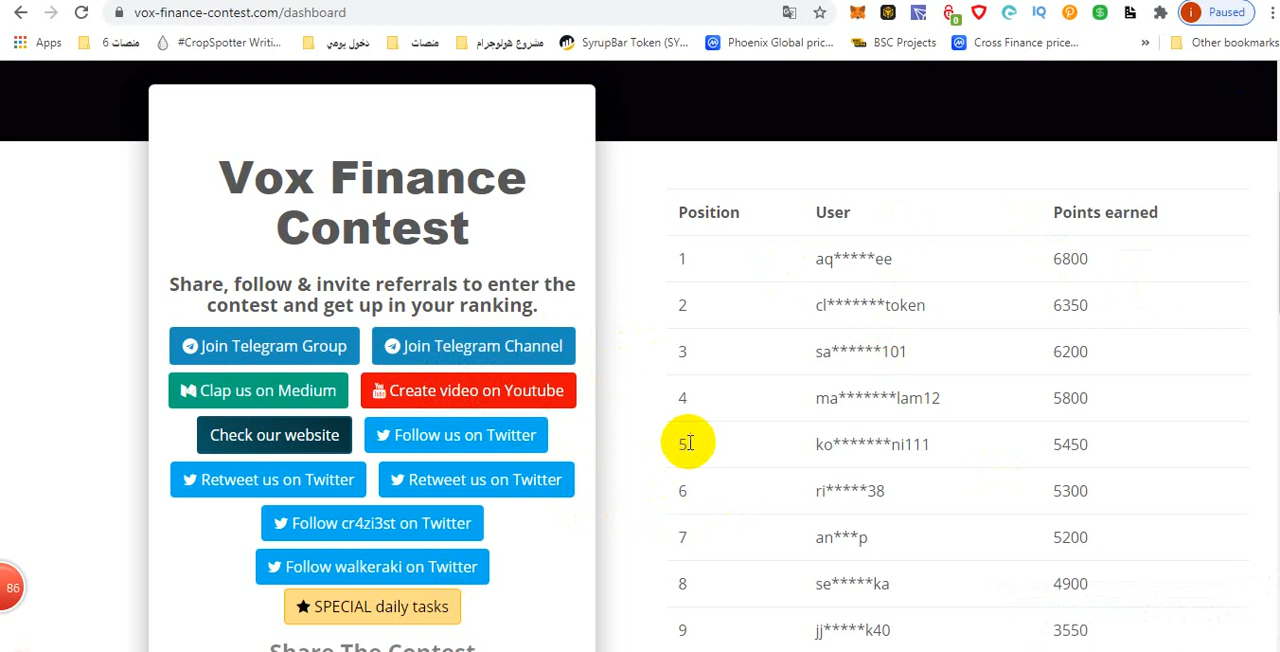 vox-finance-contest.com/dashboard
0
IQ
i Paused
Apps
منصات 6
#CropSpotter Writi...
دخول يومي
منصات
مشروع هولوجرام
SyrupBar Token (SY...
Phoenix Global pric...
BSC Projects
Cross Finance price...
»
Other bookmarks
Vox Finance
Contest
Share, follow & invite referrals to enter the
contest and get up in your ranking.
Join Telegram Group
Join Telegram Channel
Clap us on Medium
Create video on Youtube
Check our website
Follow us on Twitter
Retweet us on Twitter
Retweet us on Twitter
Follow cr4zi3st on Twitter
Follow walkeraki on Twitter
SPECIAL daily tasks
Share The Contest
86
Position User Points earned
1 aq*****ee 6800
2 cl*******token 6350
3 sa******101 6200
4 ma*******lam12 5800
5 ko*******ni111 5450
6 ri*****38 5300
7 an***p 5200
8 se*****ka 4900
9 jj*****k40 3550